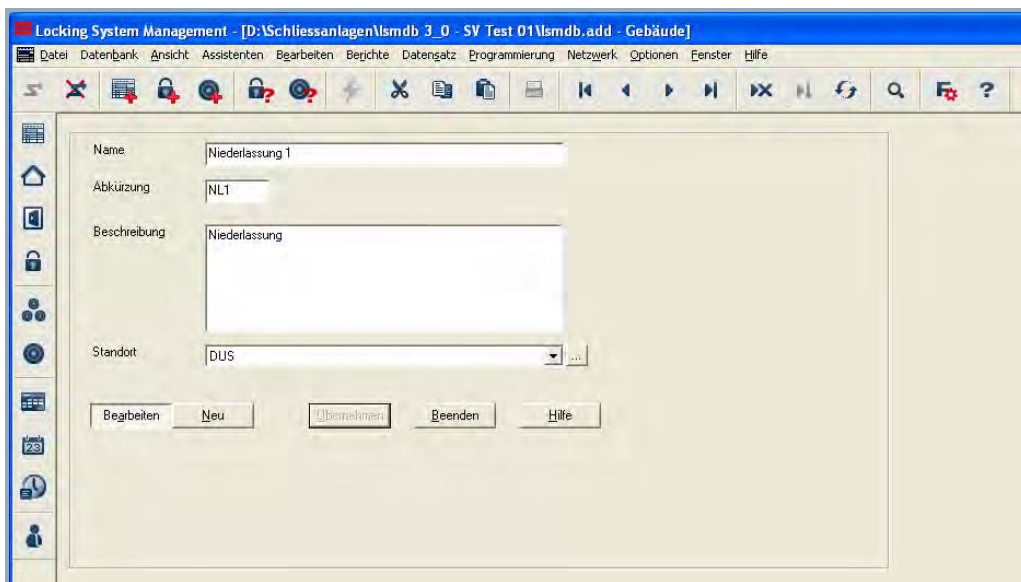 Locking System Management - [D:\Schliessanlagen\lsmdb 3_0 - SV Test 01\lsmdb.add - Gebäude]
Datei Datenbank Ansicht Assistenten Bearbeiten Berichte Datensatz Programmierung Netzwerk Optionen Fenster Hilfe
Name Niederlassung 1
Abkürzung NL1
Beschreibung Niederlassung
Standort DUS ...
Bearbeiten Neu Übernehmen Beenden Hilfe
23